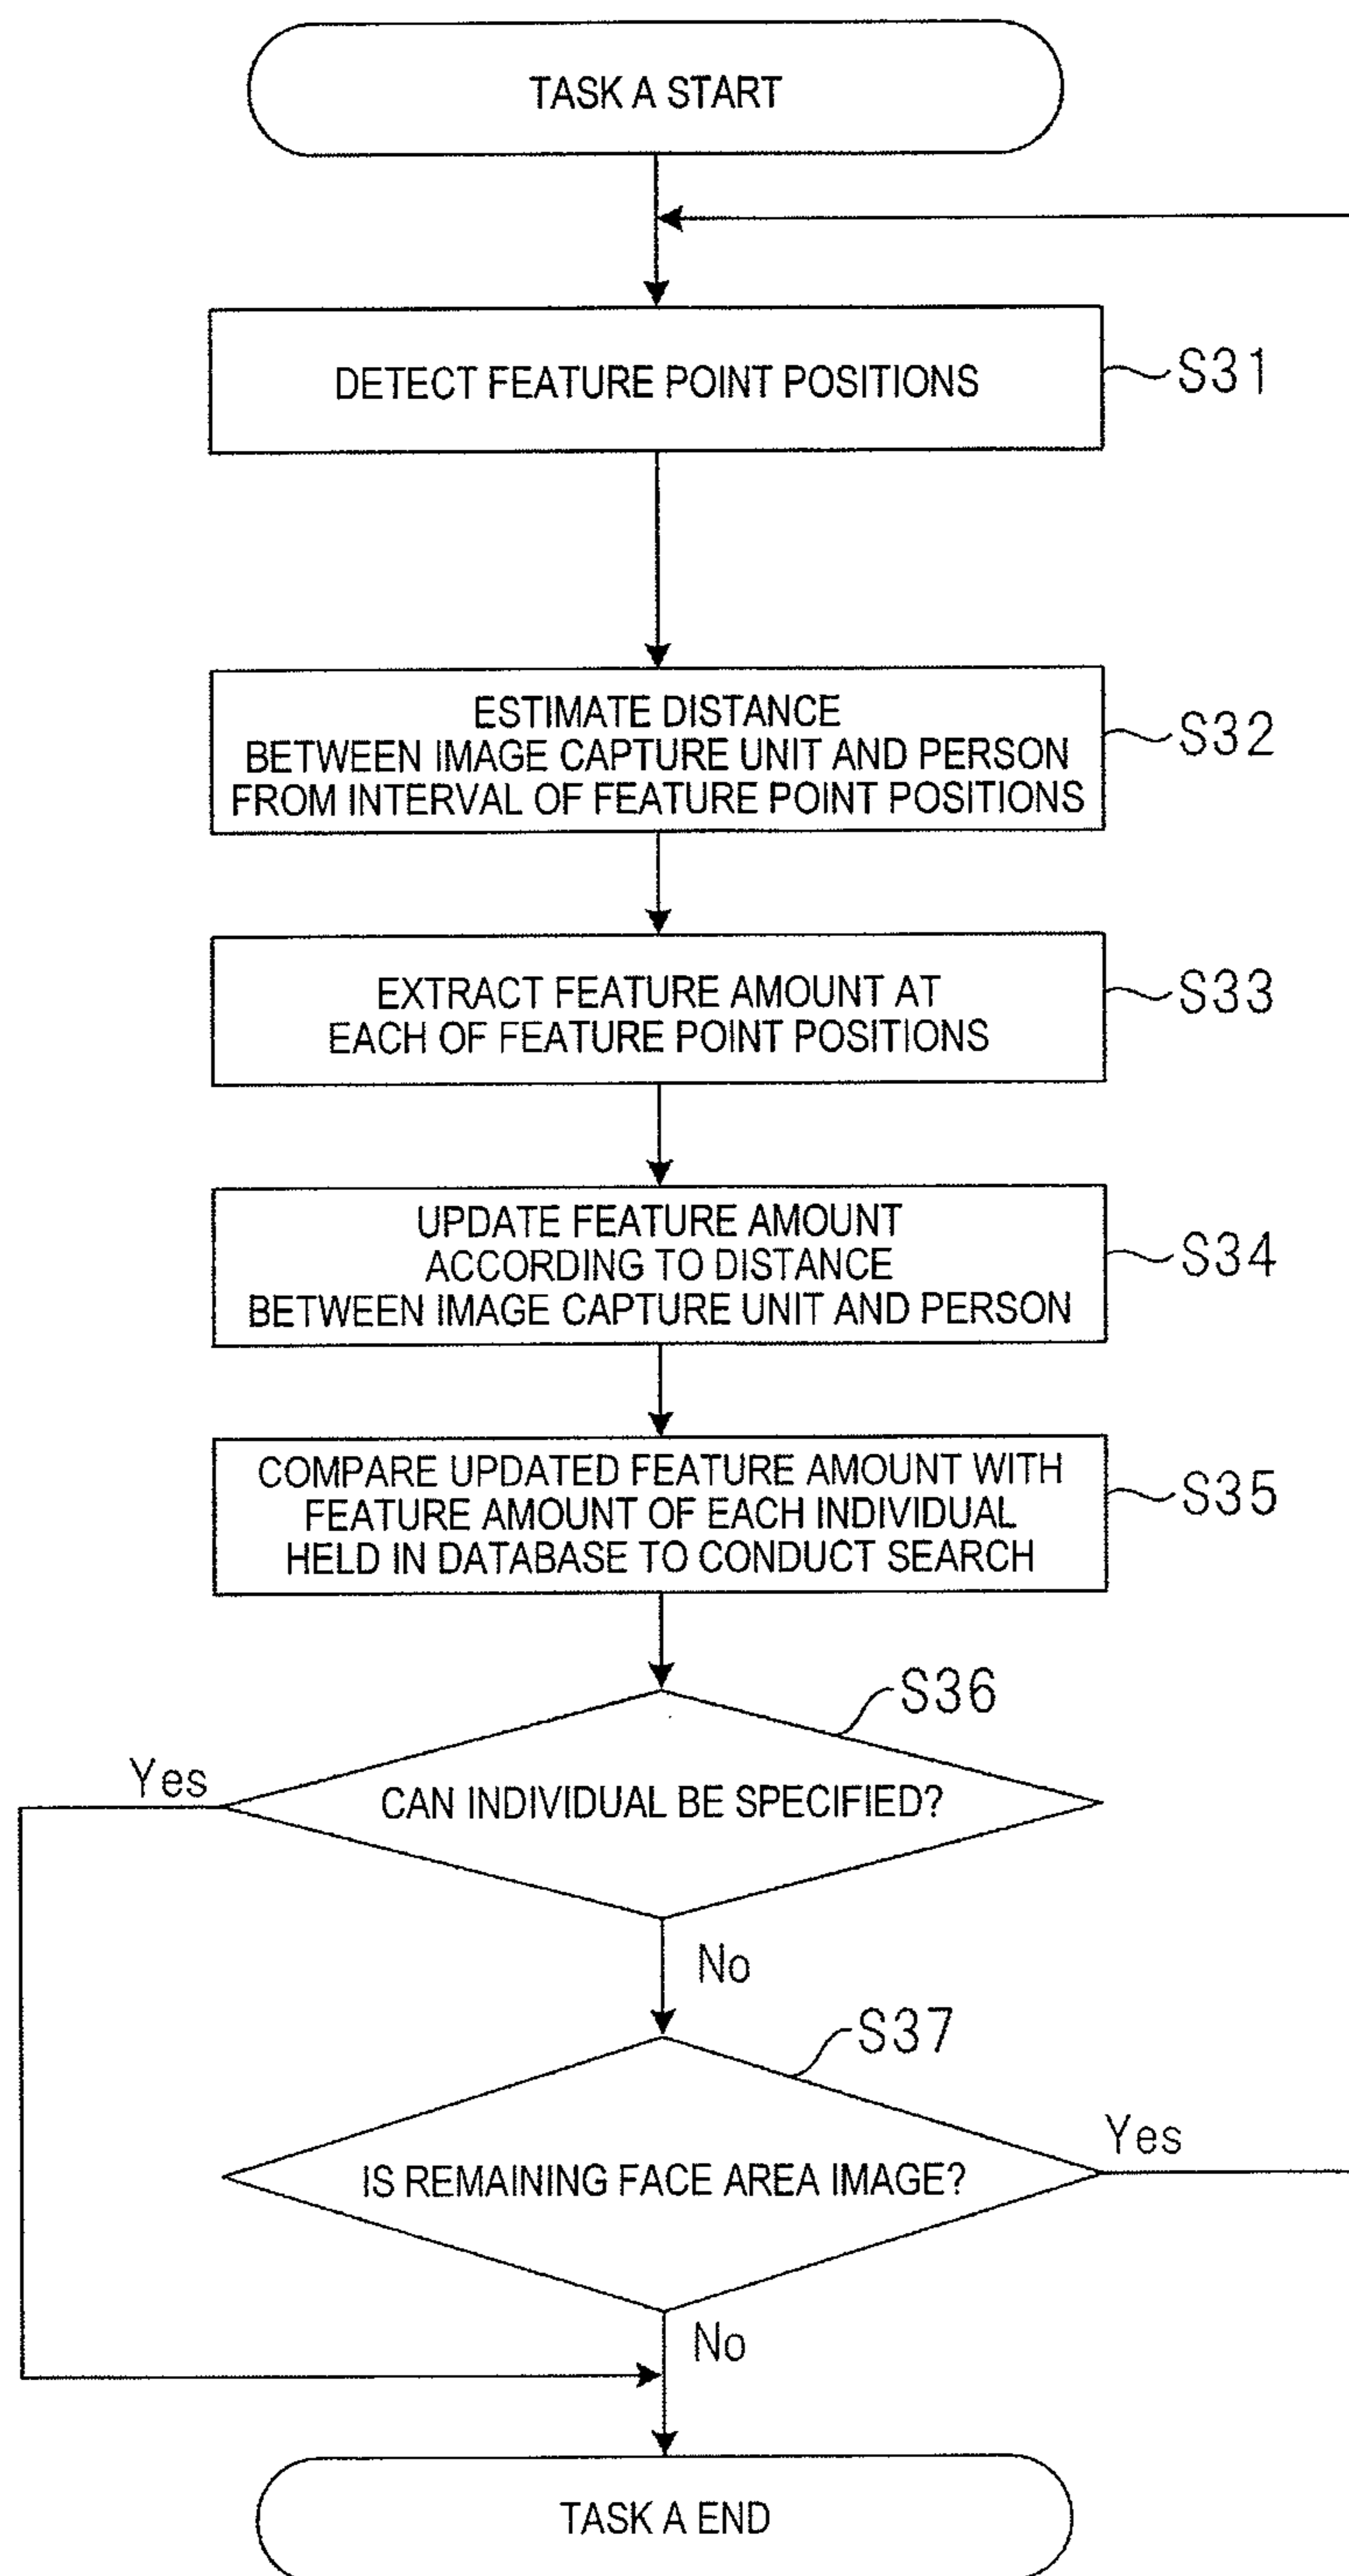 TASK A START
DETECT FEATURE POINT POSITIONS
S31
ESTIMATE DISTANCE
BETWEEN IMAGE CAPTURE UNIT AND PERSON
FROM INTERVAL OF FEATURE POINT POSITIONS
S32
EXTRACT FEATURE AMOUNT AT
EACH OF FEATURE POINT POSITIONS
S33
UPDATE FEATURE AMOUNT
ACCORDING TO DISTANCE
BETWEEN IMAGE CAPTURE UNIT AND PERSON
S34
COMPARE UPDATED FEATURE AMOUNT WITH
FEATURE AMOUNT OF EACH INDIVIDUAL
HELD IN DATABASE TO CONDUCT SEARCH
S35
S36
Yes
CAN INDIVIDUAL BE SPECIFIED?
No
S37
Yes
IS REMAINING FACE AREA IMAGE?
No
TASK A END